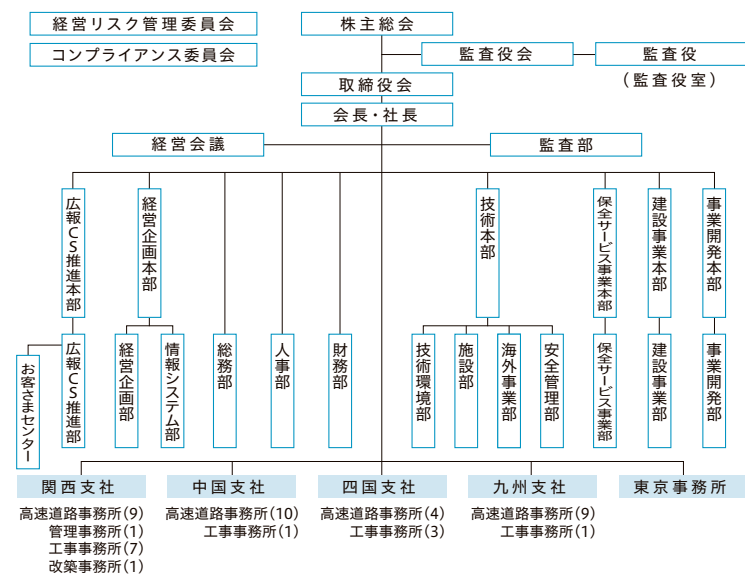 経営リスク管理委員会
コンプライアンス委員会
株主総会
監査役会
監査役
(監査役室)
取締役会
会長・社長
経営会議
監査部
広報CS推進本部
経営企画本部
技術本部
保全サービス事業本部
建設事業本部
事業開発本部
お客さまセンター
広報CS推進部
経営企画部
情報システム部
総務部
人事部
財務部
技術環境部
施設部
海外事業部
安全管理部
保全サービス事業部
建設事業部
事業開発部
関西支社
高速道路事務所(9)
管理事務所(1)
工事事務所(7)
改築事務所(1)
中国支社
高速道路事務所(10)
工事事務所(1)
四国支社
高速道路事務所(4)
工事事務所(3)
九州支社
高速道路事務所(9)
工事事務所(1)
東京事務所